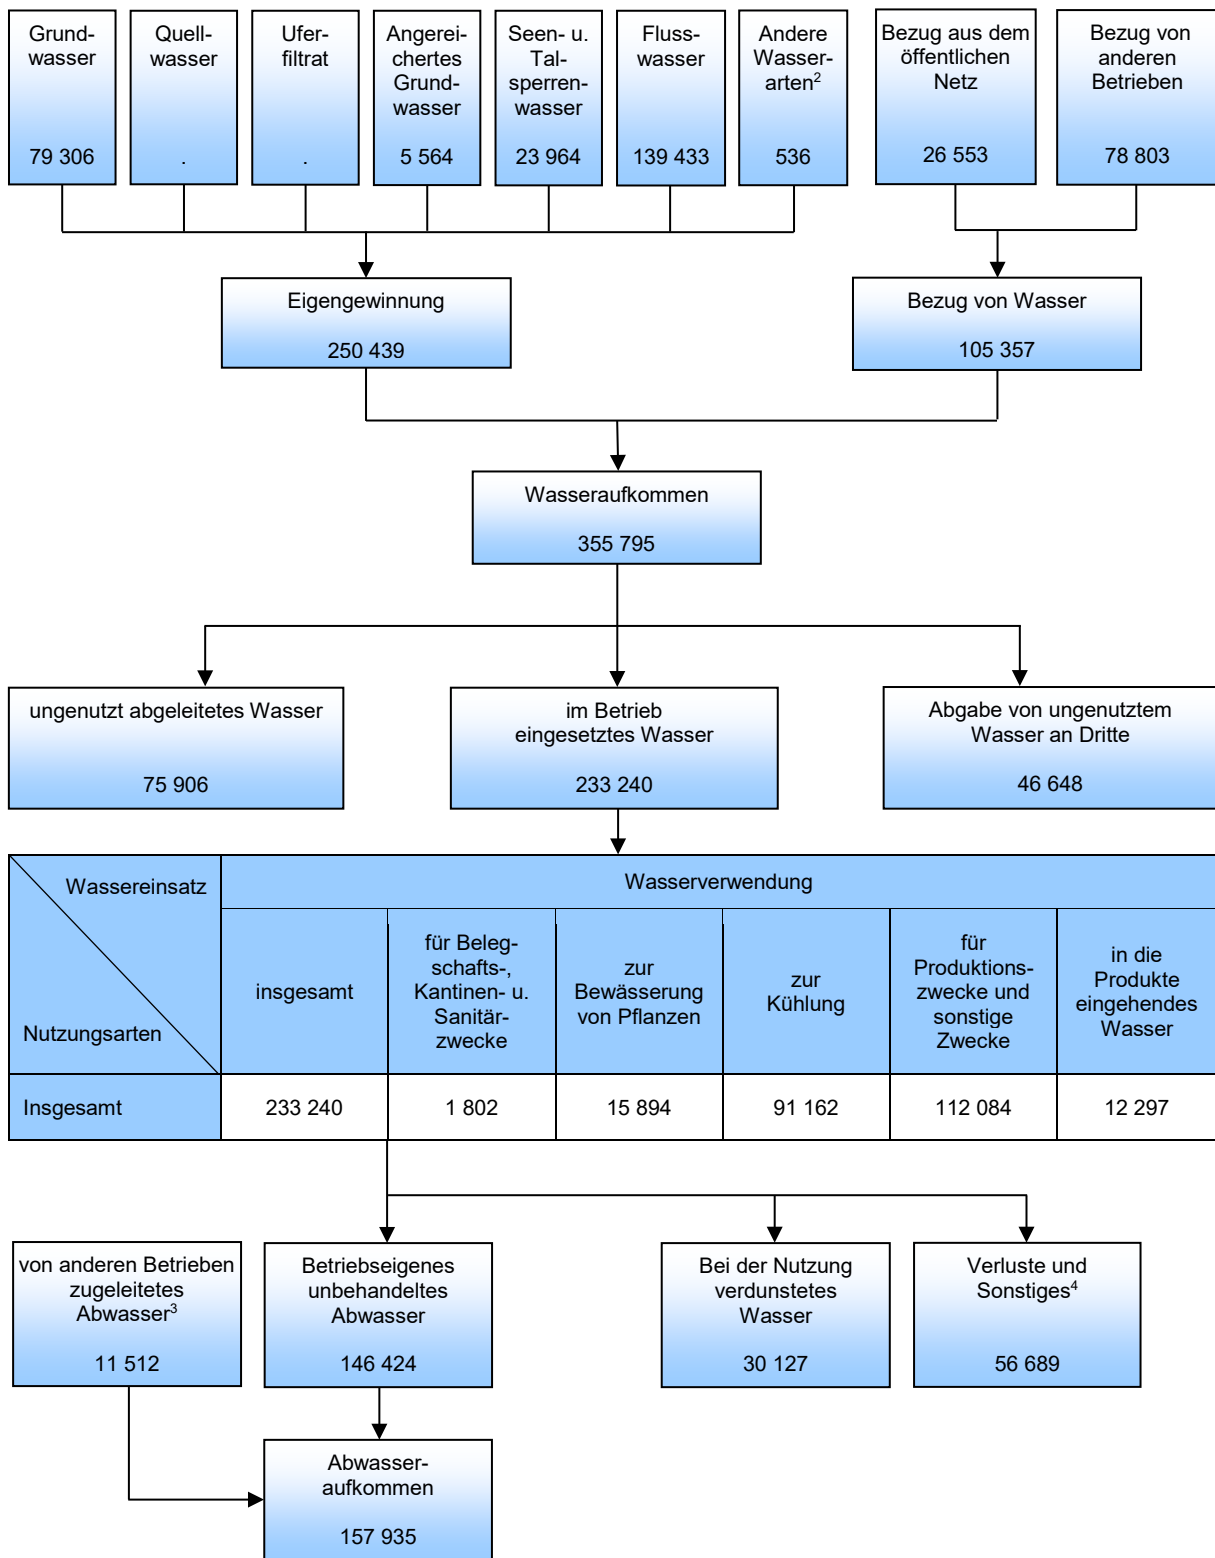 Grund-
wasser
79 306
Quell-
wasser
.
Ufer-
filtrat
.
Angerei-
chertes
Grund-
wasser
5 564
Seen- u.
Tal-
sperren-
wasser
23 964
Fluss-
wasser
139 433
Andere
Wasser-
arten²
536
Bezug aus dem
öffentlichen
Netz
26 553
Bezug von
anderen
Betrieben
78 803
Eigengewinnung
250 439
Bezug von Wasser
105 357
Wasseraufkommen
355 795
ungenutzt abgeleitetes Wasser
75 906
im Betrieb
eingesetztes Wasser
233 240
Abgabe von ungenutztem
Wasser an Dritte
46 648
Wassereinsatz
Nutzungsarten
Wasserverwendung
insgesamt
für Beleg-
schafts-,
Kantinen- u.
Sanitär-
zwecke
zur
Bewässerung
von Pflanzen
zur
Kühlung
für
Produktions-
zwecke und
sonstige
Zwecke
in die
Produkte
eingehendes
Wasser
Insgesamt
233 240
1 802
15 894
91 162
112 084
12 297
von anderen Betrieben
zugeleitetes
Abwasser³
11 512
Betriebseigenes
unbehandeltes
Abwasser
146 424
Bei der Nutzung
verdunstetes
Wasser
30 127
Verluste und
Sonstiges⁴
56 689
Abwasser-
aufkommen
157 935